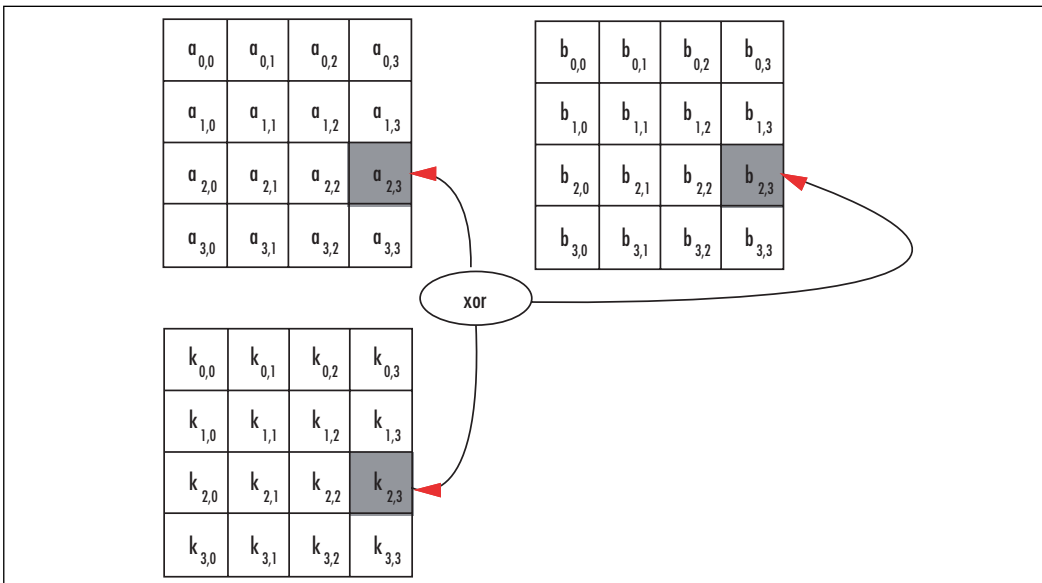 a0,0 a0,1 a0,2 a0,3
a1,0 a1,1 a1,2 a1,3
a2,0 a2,1 a2,2 a2,3
a3,0 a3,1 a3,2 a3,3
b0,0 b0,1 b0,2 b0,3
b1,0 b1,1 b1,2 b1,3
b2,0 b2,1 b2,2 b2,3
b3,0 b3,1 b3,2 b3,3
xor
k0,0 k0,1 k0,2 k0,3
k1,0 k1,1 k1,2 k1,3
k2,0 k2,1 k2,2 k2,3
k3,0 k3,1 k3,2 k3,3